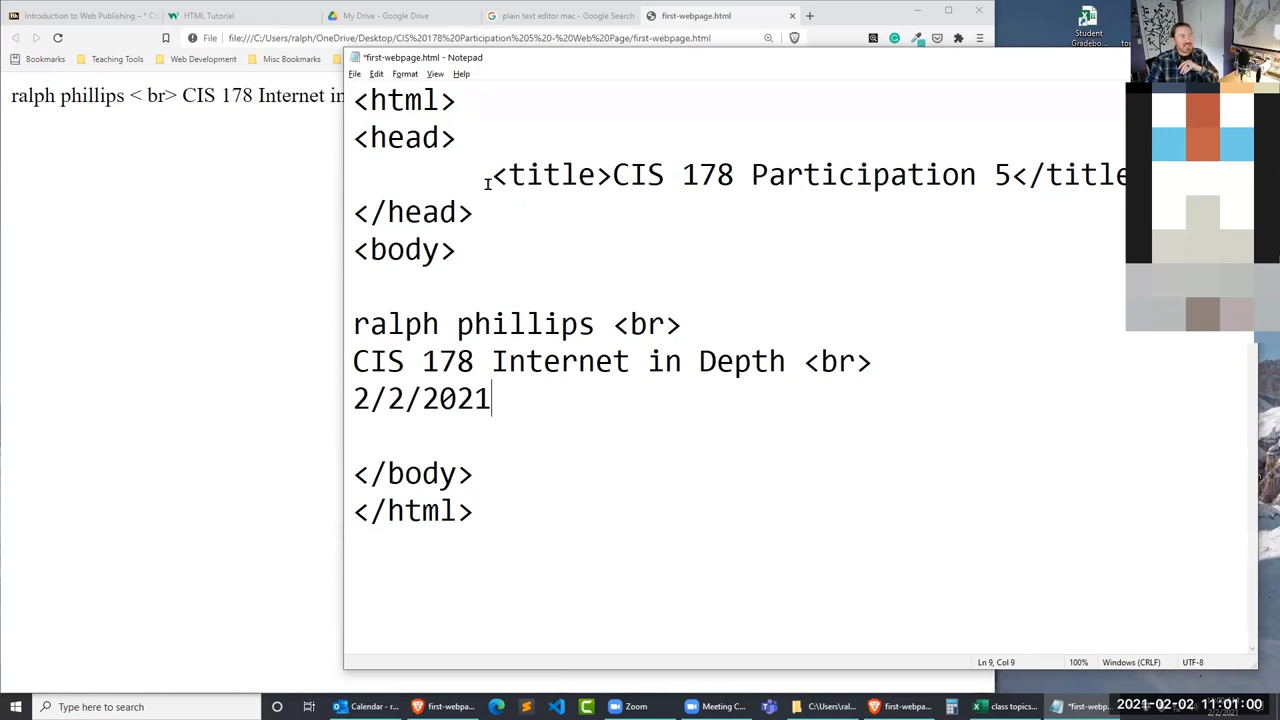 Introduction to Web Publishing – * C
HTML Tutorial
My Drive - Google Drive
plain text editor mac - Google Search
first-webpage.html
File
file:///C:/Users/ralph/OneDrive/Desktop/CIS%20178%20Participation%205%20-%20Web%20Page/first-webpage.html
Bookmarks
Teaching Tools
Web Development
Misc Bookmarks
ralph phillips < br> CIS 178 Internet in
*first-webpage.html - Notepad
File Edit Format View Help
<html>
<head>
<title>CIS 178 Participation 5</title
</head>
<body>
ralph phillips <br>
CIS 178 Internet in Depth <br>
2/2/2021
</body>
</html>
Ln 9, Col 9
100%
Windows (CRLF)
UTF-8
Student
Gradebo...
Type here to search
Calendar - r...
first-webpa...
Zoom
Meeting C...
C:\Users\ral...
first-webpa...
class topics...
*first-webp...
2021-02-02 11:01:00